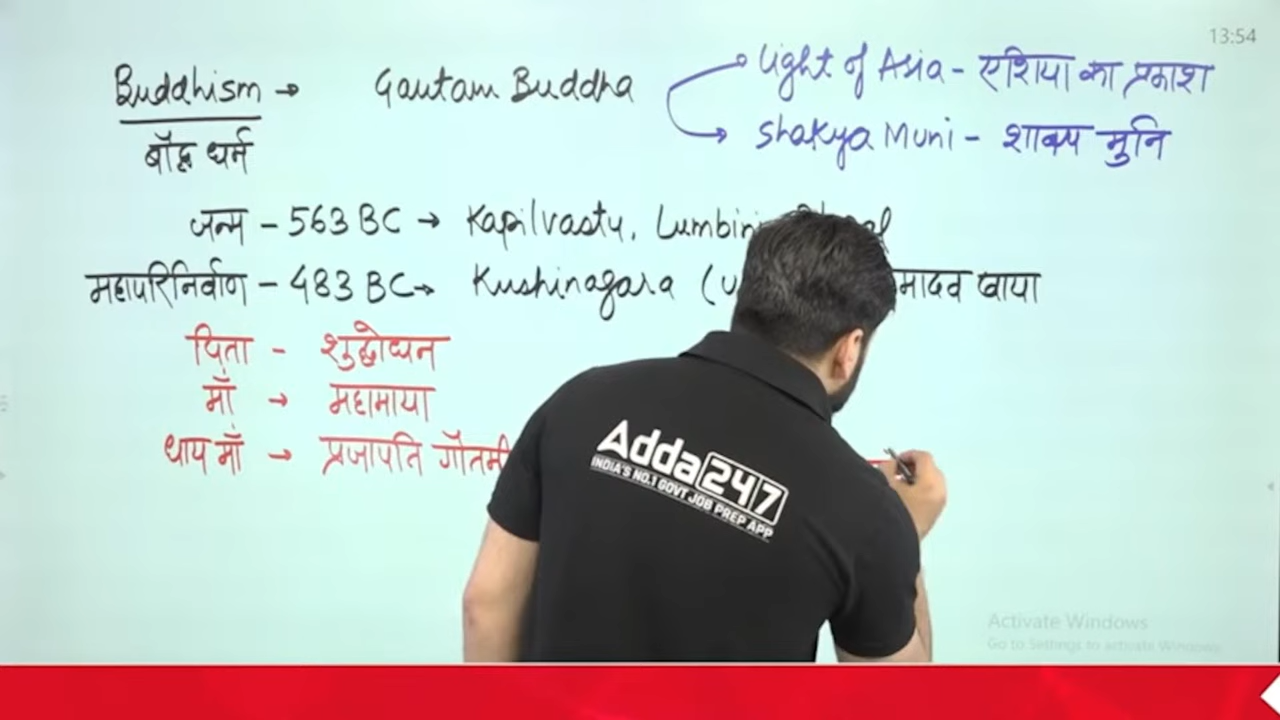 13:54
Buddhism → Gautam Buddha
Light of Asia - एशिया का प्रकाश
Shakya Muni - शाक्य मुनि
बौद्ध धर्म
जन्म - 563 BC → Kapilvastu, Lumbini
महापरिनिर्वाण - 483 BC → Kushinagara ( खाया
पिता - शुद्धोधन
माँ → महामाया
धाय माँ → प्रजापति गौतमी
Adda247
INDIA'S NO.1 GOVT JOB PREP APP
Activate Windows
Go to Settings to activate Windows.